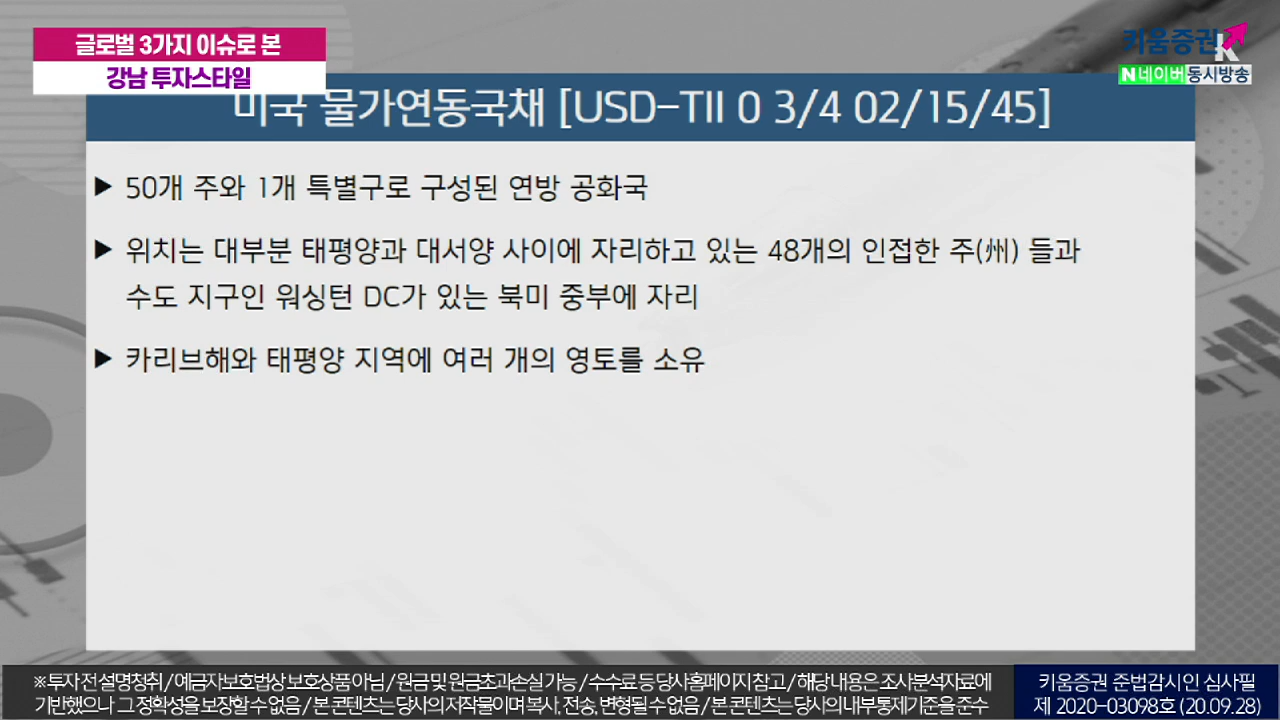 글로벌 3가지 이슈로 본
강남 투자스타일
키움증권
N 네이버 동시방송
미국 물가연동국채 [USD-TII 0 3/4 02/15/45]
▶ 50개 주와 1개 특별구로 구성된 연방 공화국
▶ 위치는 대부분 태평양과 대서양 사이에 자리하고 있는 48개의 인접한 주(州) 들과
수도 지구인 워싱턴 DC가 있는 북미 중부에 자리
▶ 카리브해와 태평양 지역에 여러 개의 영토를 소유
※ 투자 전 설명청취 / 예금자보호법상 보호상품 아님 / 원금 및 원금초과손실 가능 / 수수료 등 당사홈페이지 참고 / 해당 내용은 조사분석자료에
기반했으나 그 정확성을 보장할 수 없음 / 본 콘텐츠는 당사의 저작물이며 복사, 전송, 변형될 수 없음 / 본 콘텐츠는 당사의 내부통제기준을 준수
키움증권 준법감시인 심사필
제 2020-03098호 (20.09.28)